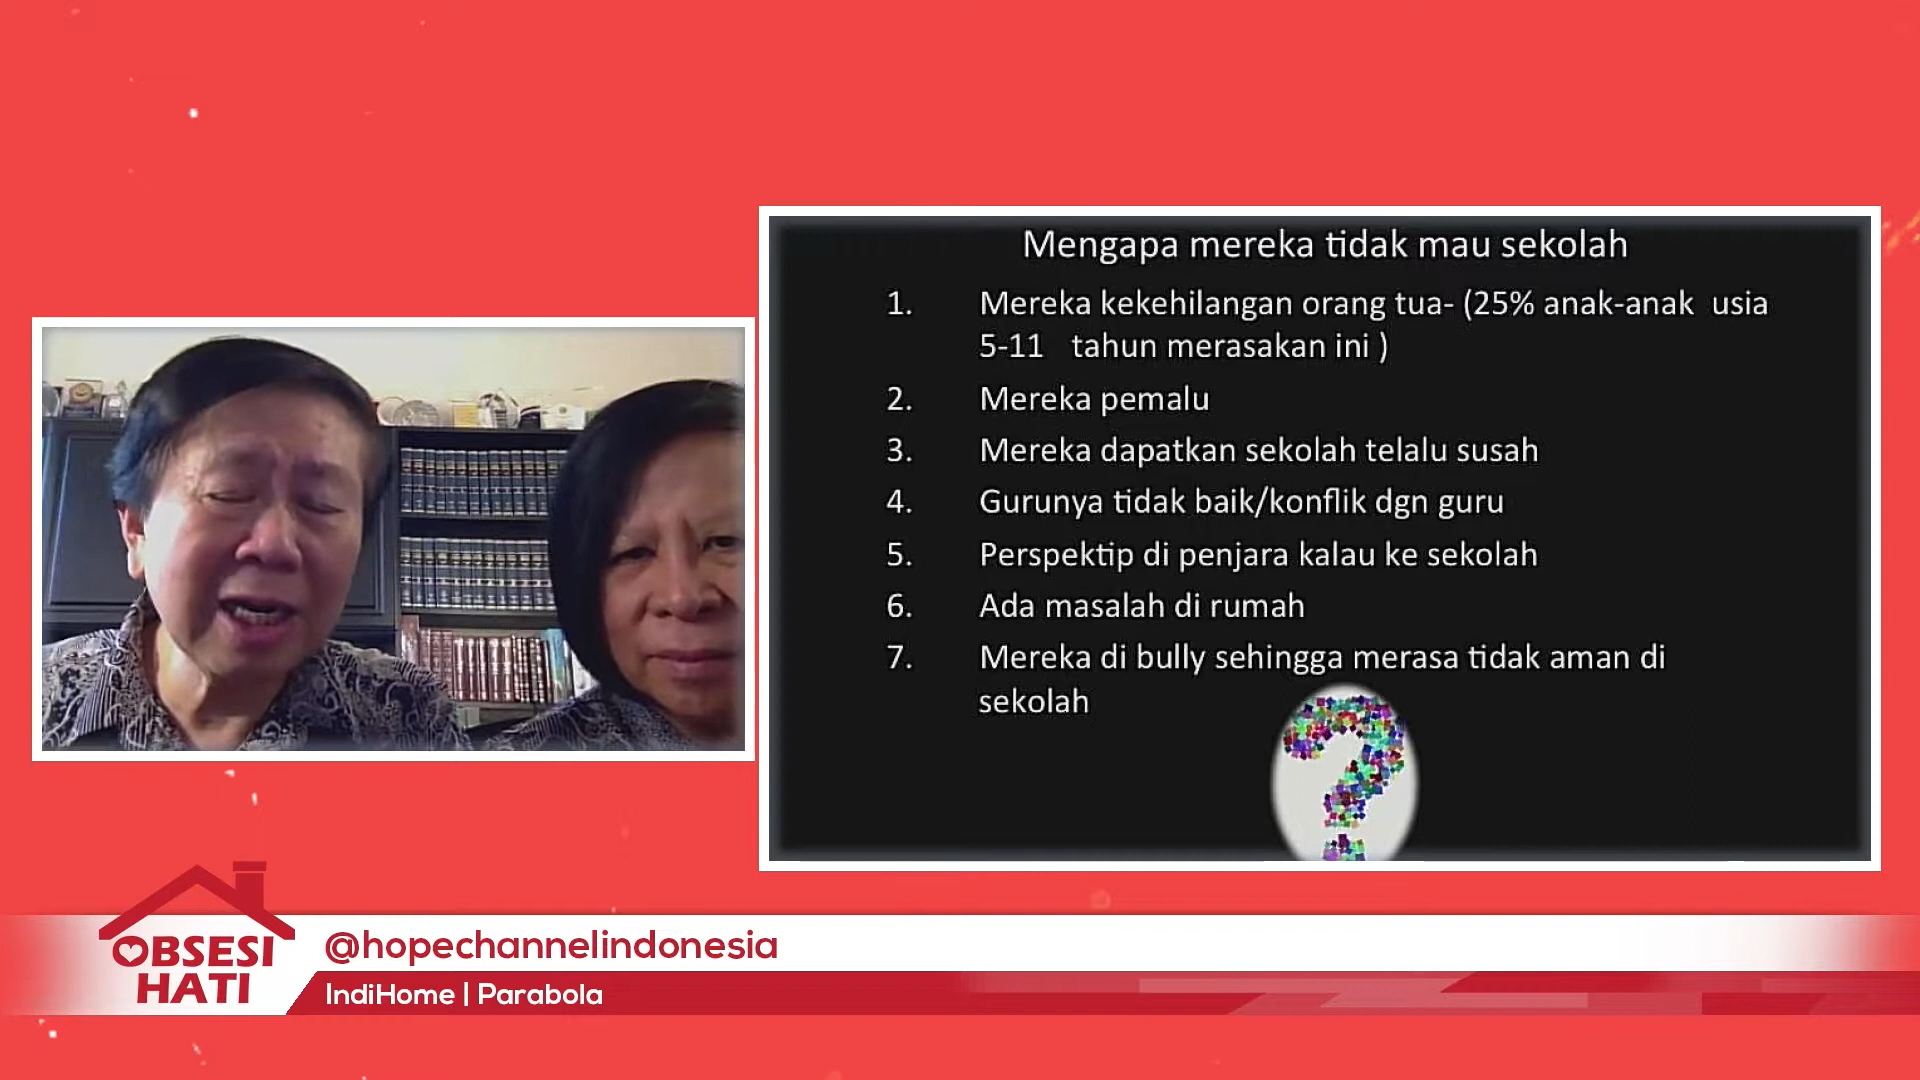 Mengapa mereka tidak mau sekolah
1. Mereka kekehilangan orang tua- (25% anak-anak usia
5-11 tahun merasakan ini )
2. Mereka pemalu
3. Mereka dapatkan sekolah telalu susah
4. Gurunya tidak baik/konflik dgn guru
5. Perspektip di penjara kalau ke sekolah
6. Ada masalah di rumah
7. Mereka di bully sehingga merasa tidak aman di
sekolah
?
OBSESI
HATI
@hopechannelindonesia
IndiHome | Parabola